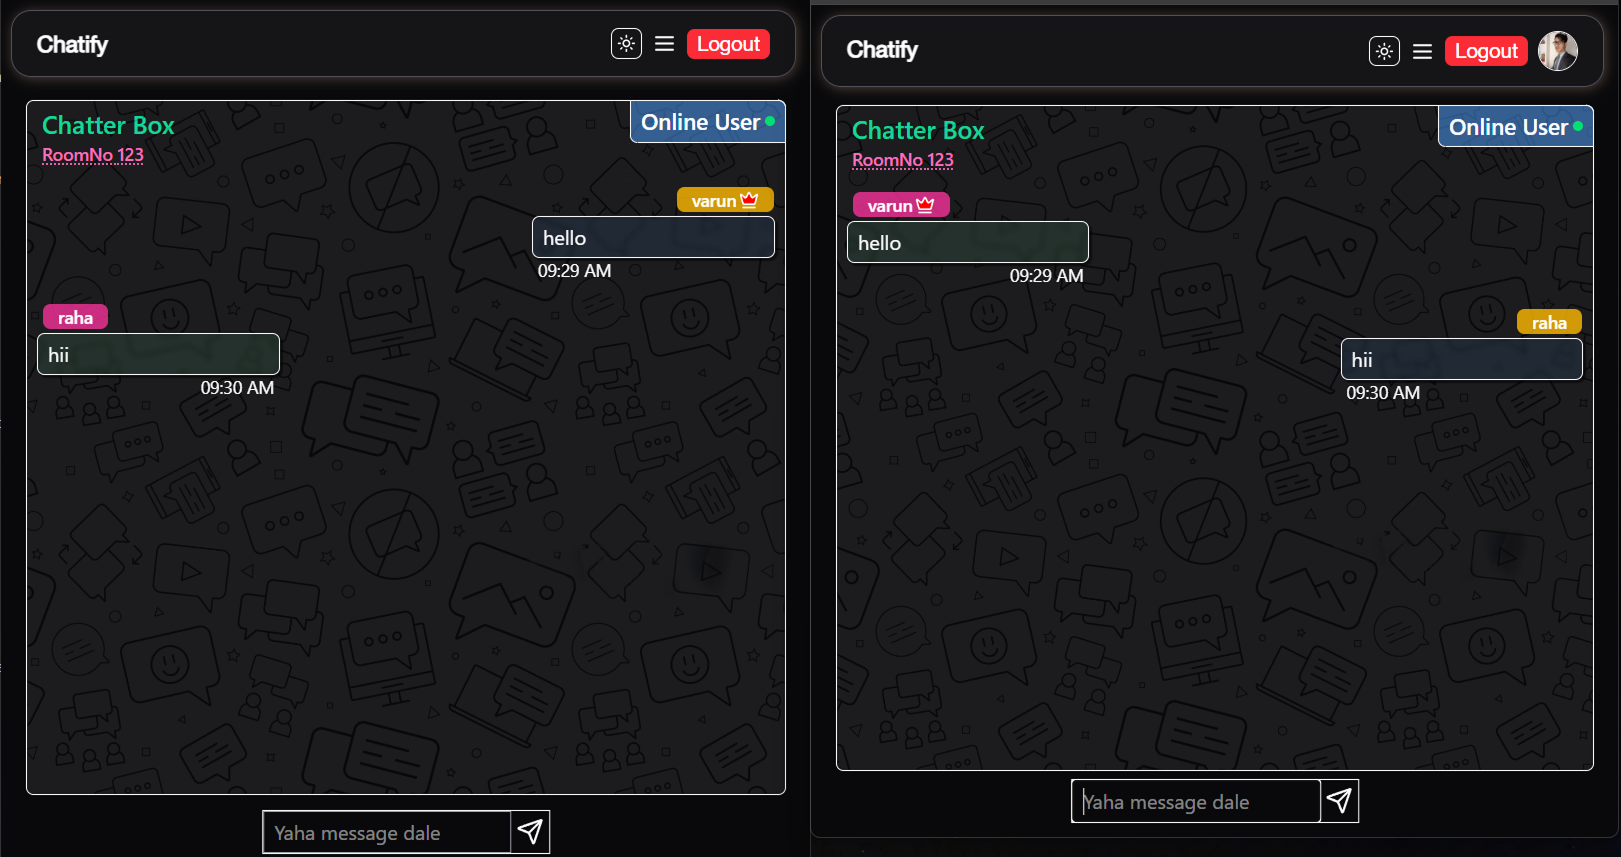 Chatify
Logout
Chatter Box
Online User
RoomNo 123
varun
hello
09:29 AM
raha
hii
09:30 AM
Yaha message dale
Chatify
Logout
Chatter Box
Online User
RoomNo 123
varun
hello
09:29 AM
raha
hii
09:30 AM
Yaha message dale